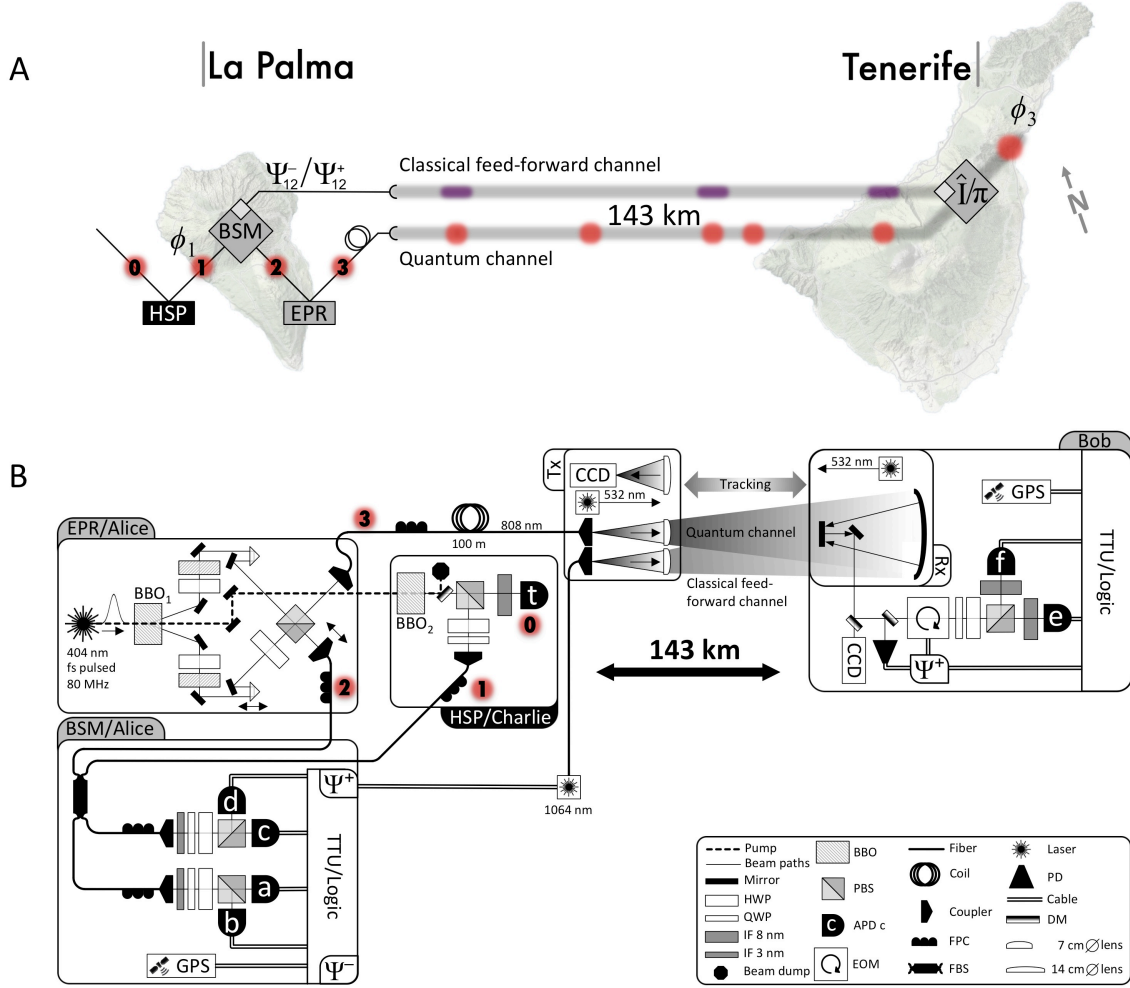 A
La Palma
Tenerife
ϕ3
Ψ⁻12/Ψ⁺12
Classical feed-forward channel
Î/π
N
BSM
143 km
ϕ1
0
1
2
3
Quantum channel
HSP
EPR
B
Bob
Tx
CCD
532 nm
532 nm
Tracking
GPS
EPR/Alice
3
808 nm
100 m
Quantum channel
Rx
f
TTU/Logic
BBO1
BBO2
t
0
Classical feed-
forward channel
e
404 nm
fs pulsed
80 MHz
2
1
HSP/Charlie
143 km
CCD
Ψ⁺
BSM/Alice
Ψ⁺
d
1064 nm
c
TTU/Logic
a
b
GPS
Ψ⁻
Pump
Beam paths
Mirror
HWP
QWP
IF 8 nm
IF 3 nm
Beam dump
BBO
PBS
c
APD c
EOM
Fiber
Coil
Coupler
FPC
FBS
Laser
PD
Cable
DM
7 cm∅lens
14 cm∅lens